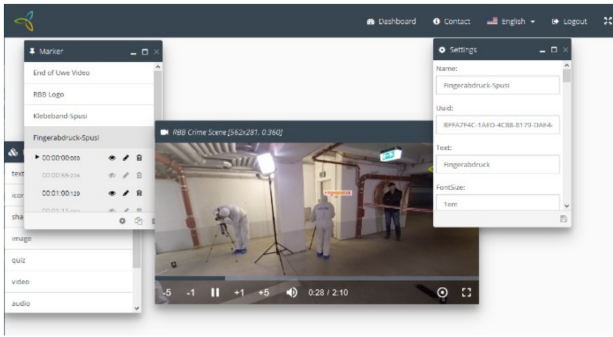 Dashboard Contact English Logout
Marker
End of Uwe Video
RBB Logo
Klebeband Spusi
Fingerabdruck-Spusi
00:00:00:000
00:01:00:129
text
image
quiz
video
audio
RBB Crime Scene [562x281, 0.360]
-5 -1 +1 +5 0:28 / 2:10
Settings
Name:
Fingerabdruck-Spusi
Uuid:
Text:
Fingerabdruck
FontSize:
1em